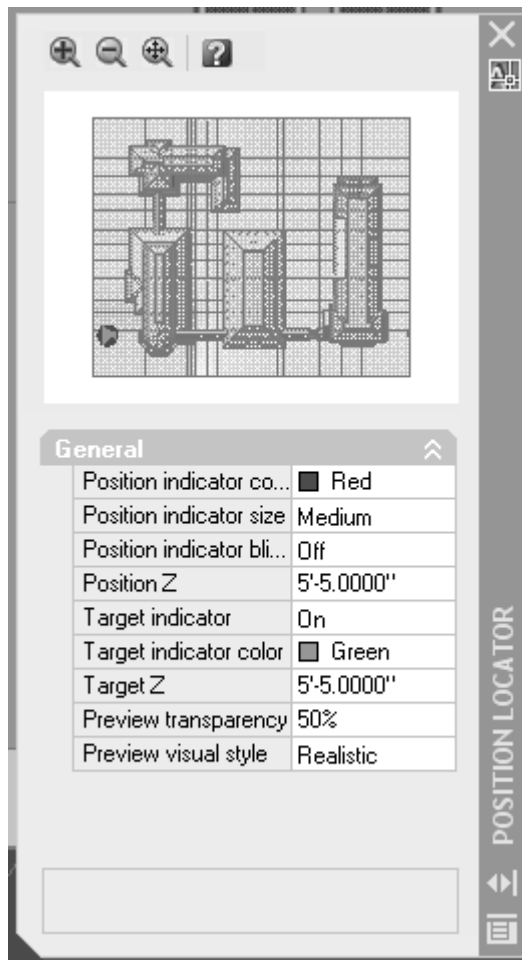 General
Position indicator co... Red
Position indicator size Medium
Position indicator bli... Off
Position Z 5'-5.0000"
Target indicator On
Target indicator color Green
Target Z 5'-5.0000"
Preview transparency 50%
Preview visual style Realistic
POSITION LOCATOR